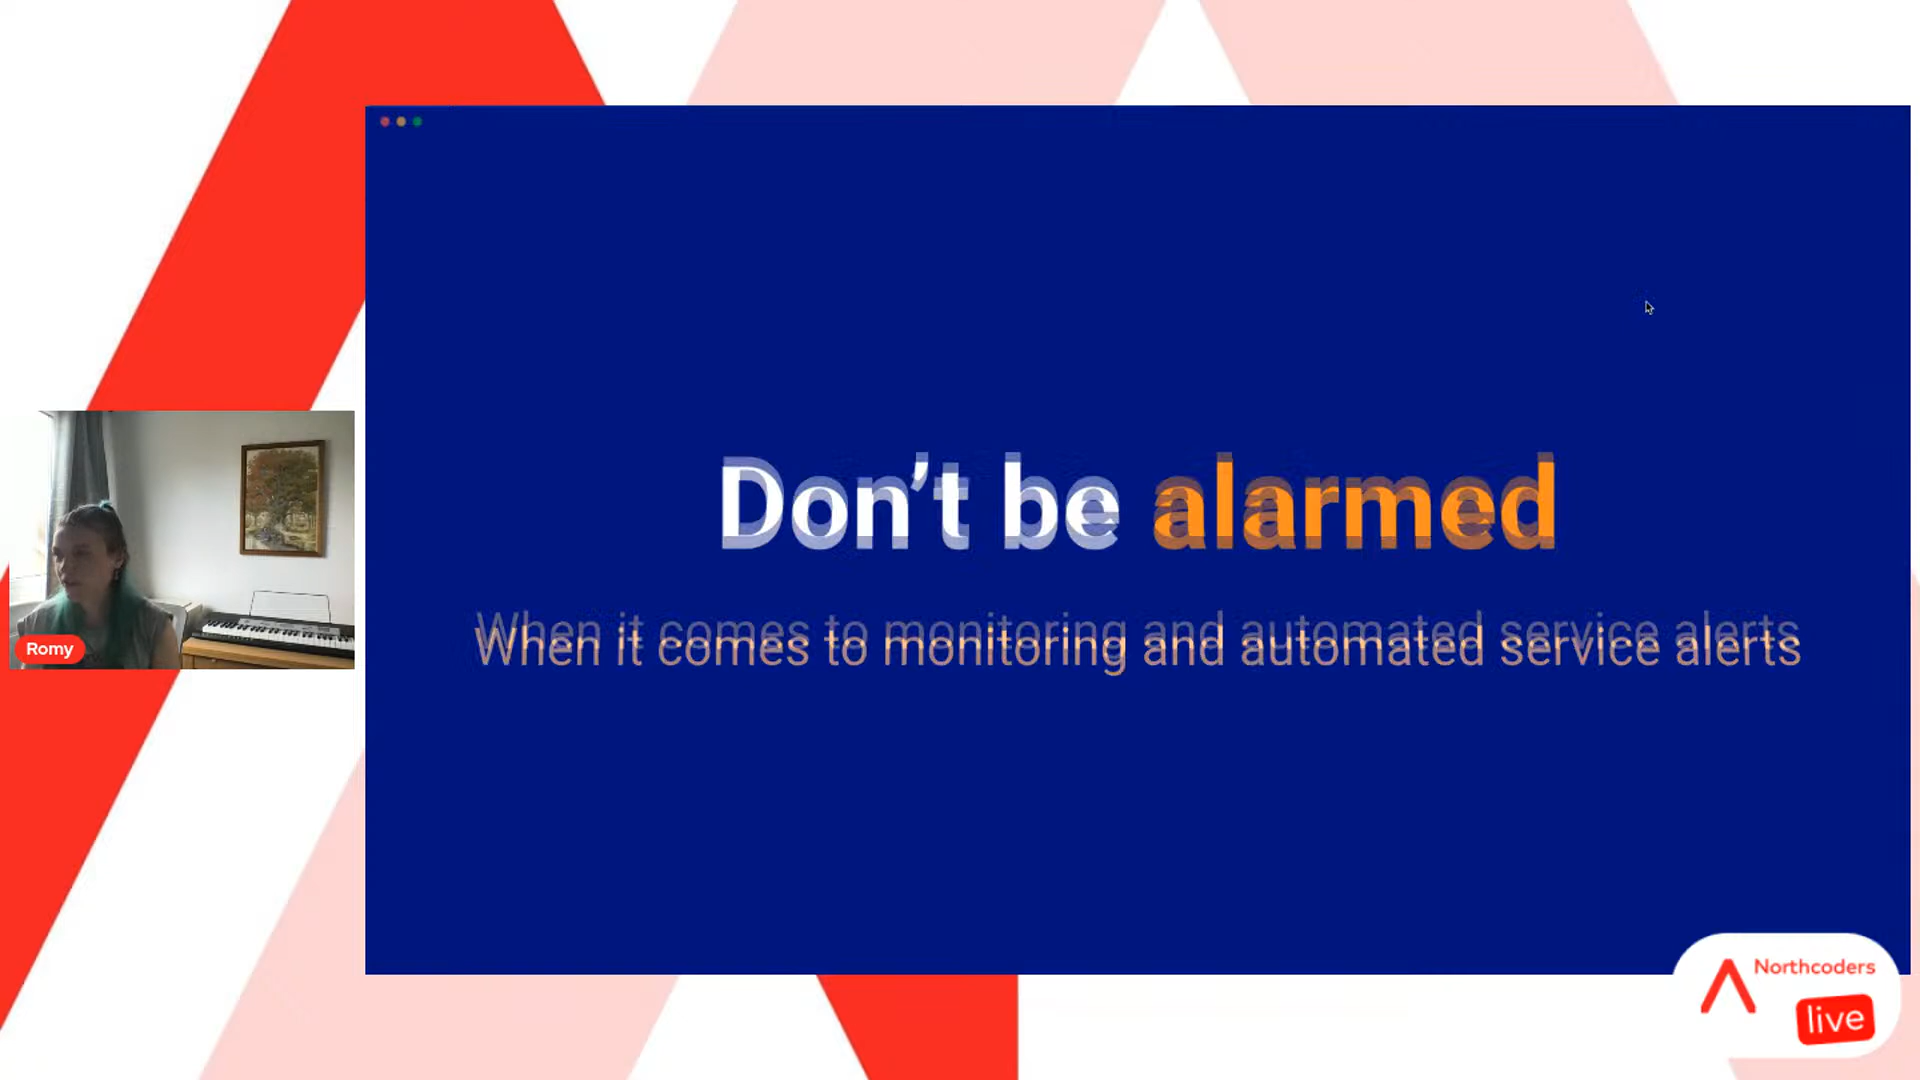 Don't be alarmed
When it comes to monitoring and automated service alerts
Romy
Northcoders
live